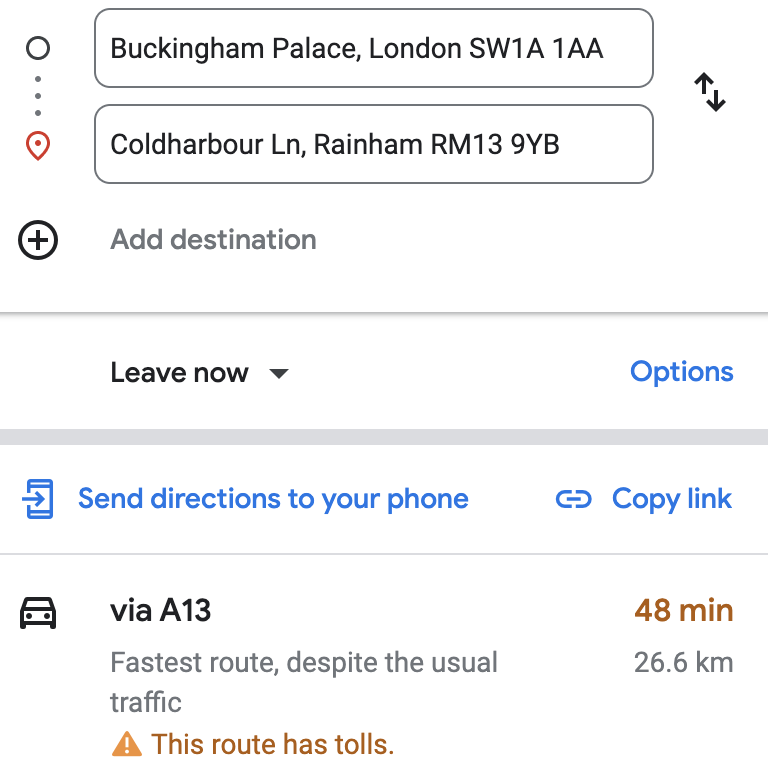 Buckingham Palace, London SW1A 1AA
Coldharbour Ln, Rainham RM13 9YB
Add destination
Leave now
Options
Send directions to your phone
Copy link
via A13
48 min
Fastest route, despite the usual
26.6 km
traffic
This route has tolls.